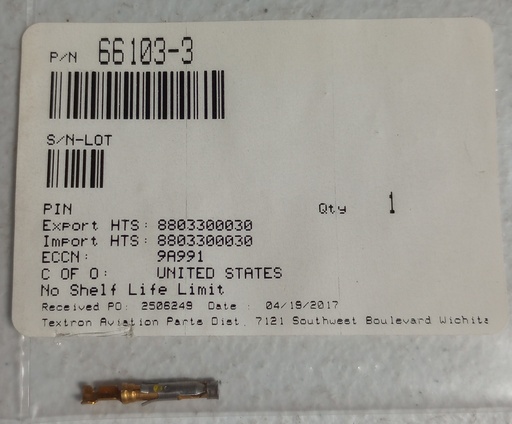 P/N 66103-3
S/N-LOT
PIN Qty 1
Export HTS: 8803300030
Import HTS: 8803300030
ECCN: 9A991
C OF O: UNITED STATES
No Shelf Life Limit
Received PO: 2506249 Date : 04/19/2017
Textron Aviation Parts Dist. 7121 Southwest Boulevard Wichita